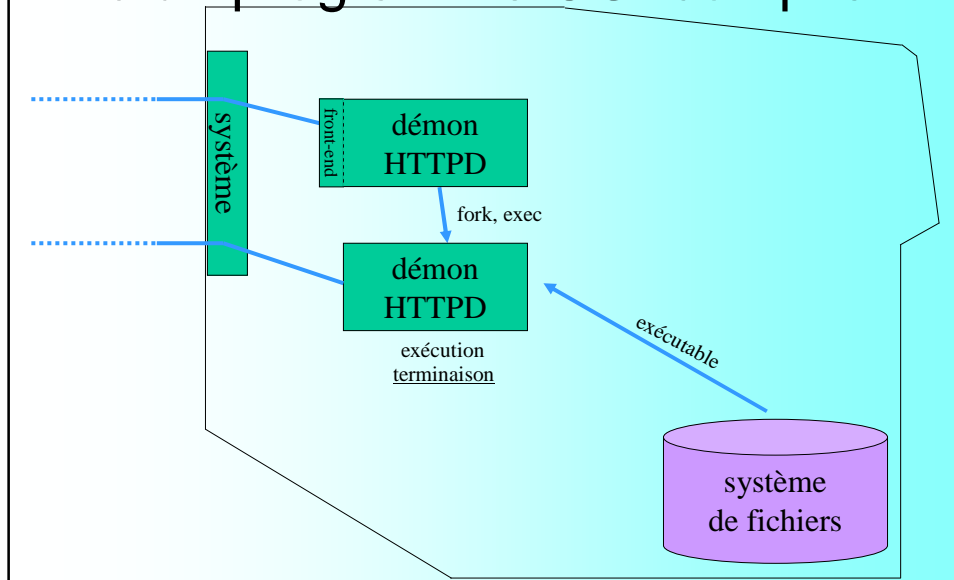 système
front-end
démon
HTTPD
fork, exec
démon
HTTPD
exécution
terminaison
exécutable
système
de fichiers